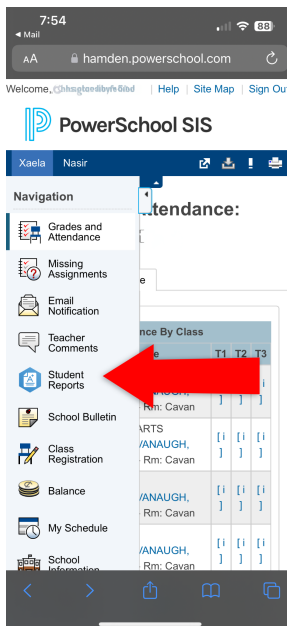 7:54
88
◄ Mail
AA hamden.powerschool.com
Welcome, | Help | Site Map | Sign Ou
PowerSchool SIS
Xaela Nasir
Navigation
ttendance:
Grades and
Attendance
Missing
Assignments
e
Email
Notification
Teacher
Comments
nce By Class
e T1 T2 T3
Student
Reports
[ i
]
VANAUGH,
- Rm: Cavan
School Bulletin
ARTS
VANAUGH,
- Rm: Cavan
[ i [ i [ i
] ] ]
Class
Registration
Balance
VANAUGH,
- Rm: Cavan
[ i [ i [ i
] ] ]
My Schedule
School
Information
VANAUGH,
- Rm: Cavan
[ i [ i [ i
] ] ]